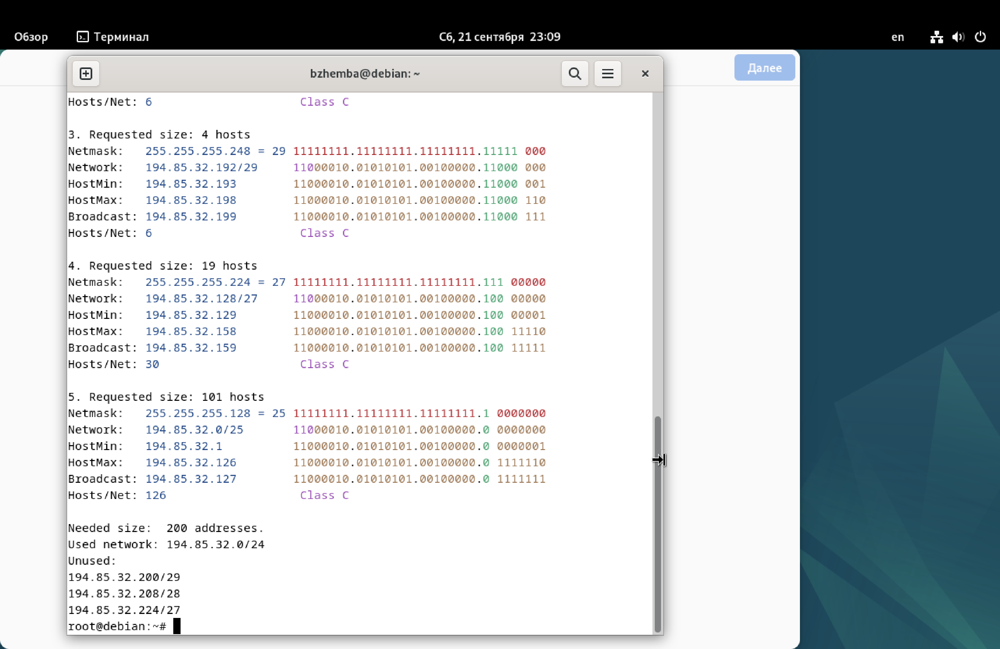 Обзор Терминал Сб, 21 сентября 23:09 en
Далее
bzhemba@debian: ~
Hosts/Net: 6 Class C
3. Requested size: 4 hosts
Netmask: 255.255.255.248 = 29 11111111.11111111.11111111.11111 000
Network: 194.85.32.192/29 11000010.01010101.00100000.11000 000
HostMin: 194.85.32.193 11000010.01010101.00100000.11000 001
HostMax: 194.85.32.198 11000010.01010101.00100000.11000 110
Broadcast: 194.85.32.199 11000010.01010101.00100000.11000 111
Hosts/Net: 6 Class C
4. Requested size: 19 hosts
Netmask: 255.255.255.224 = 27 11111111.11111111.11111111.111 00000
Network: 194.85.32.128/27 11000010.01010101.00100000.100 00000
HostMin: 194.85.32.129 11000010.01010101.00100000.100 00001
HostMax: 194.85.32.158 11000010.01010101.00100000.100 11110
Broadcast: 194.85.32.159 11000010.01010101.00100000.100 11111
Hosts/Net: 30 Class C
5. Requested size: 101 hosts
Netmask: 255.255.255.128 = 25 11111111.11111111.11111111.1 0000000
Network: 194.85.32.0/25 11000010.01010101.00100000.0 0000000
HostMin: 194.85.32.1 11000010.01010101.00100000.0 0000001
HostMax: 194.85.32.126 11000010.01010101.00100000.0 1111110
Broadcast: 194.85.32.127 11000010.01010101.00100000.0 1111111
Hosts/Net: 126 Class C
Needed size: 200 addresses.
Used network: 194.85.32.0/24
Unused:
194.85.32.200/29
194.85.32.208/28
194.85.32.224/27
root@debian:~#